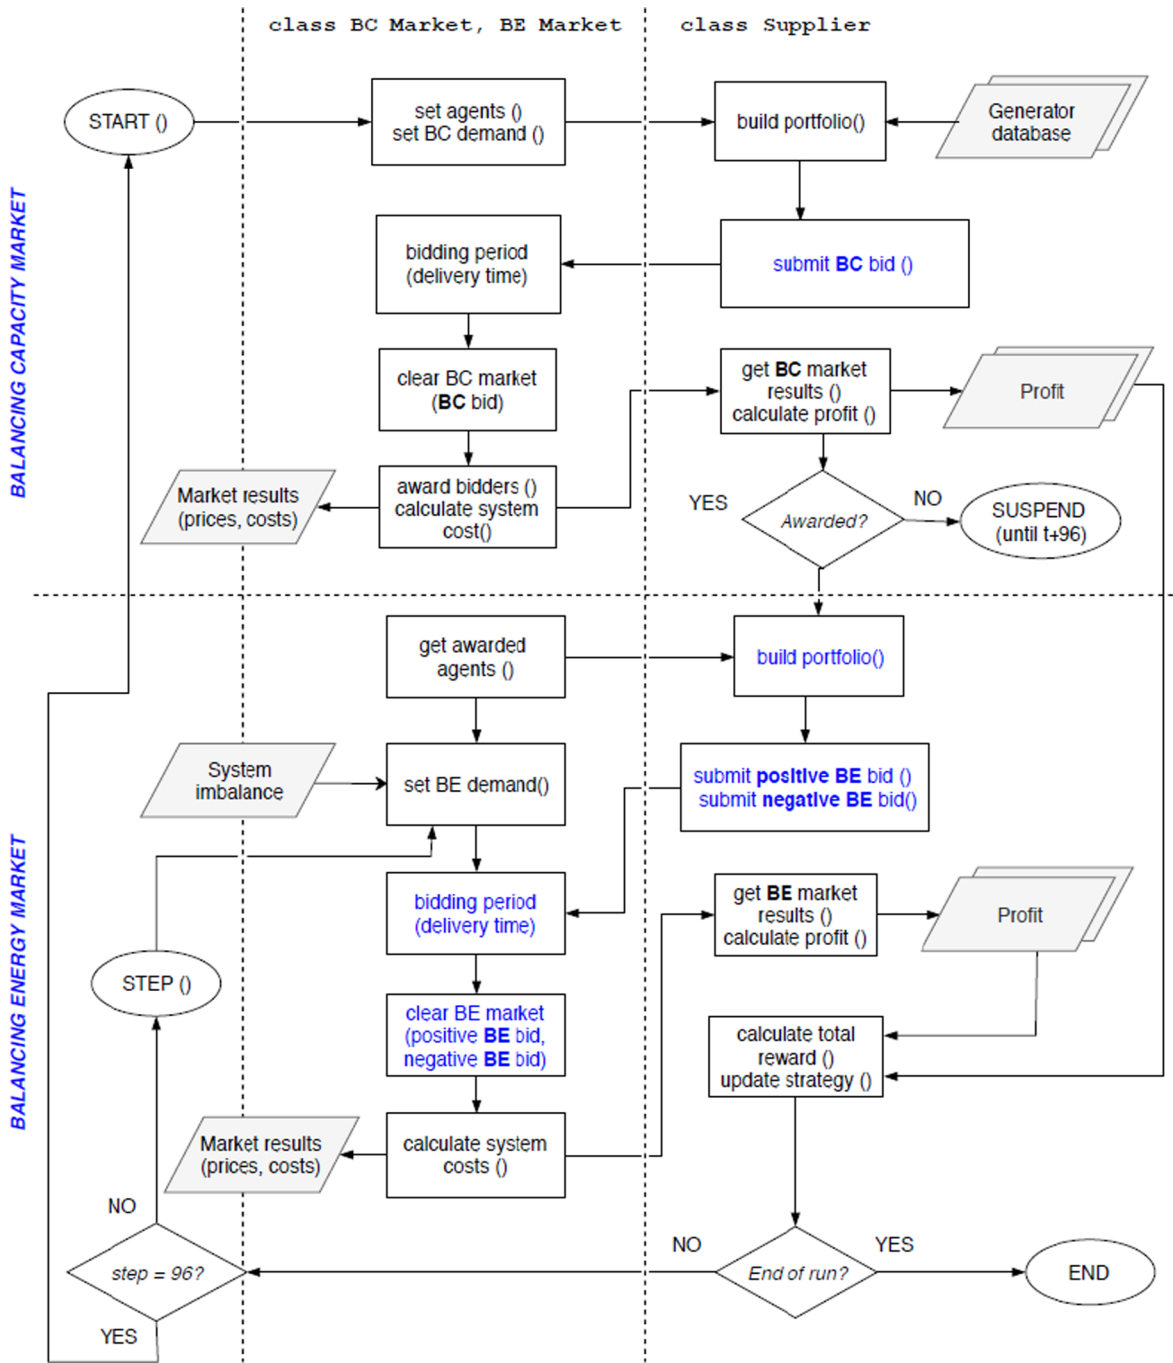 class BC Market, BE Market
class Supplier
START ()
set agents ()
set BC demand ()
build portfolio()
Generator
database
BALANCING CAPACITY MARKET
bidding period
(delivery time)
submit BC bid ()
clear BC market
(BC bid)
get BC market
results ()
calculate profit ()
Profit
Market results
(prices, costs)
award bidders ()
calculate system
cost()
YES
Awarded?
NO
SUSPEND
(until t+96)
get awarded
agents ()
build portfolio()
System
imbalance
set BE demand()
submit positive BE bid ()
submit negative BE bid()
BALANCING ENERGY MARKET
bidding period
(delivery time)
get BE market
results ()
calculate profit ()
Profit
STEP ()
clear BE market
(positive BE bid,
negative BE bid)
calculate total
reward ()
update strategy ()
Market results
(prices, costs)
calculate system
costs ()
NO
step = 96?
YES
NO
End of run?
YES
END